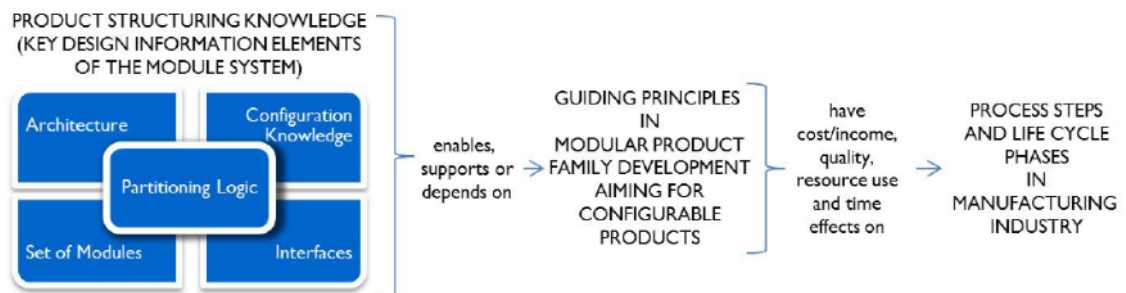 PRODUCT STRUCTURING KNOWLEDGE
(KEY DESIGN INFORMATION ELEMENTS
OF THE MODULE SYSTEM)
Architecture
Configuration
Knowledge
Partitioning Logic
Set of Modules
Interfaces
enables,
supports or
depends on
GUIDING PRINCIPLES
IN
MODULAR PRODUCT
FAMILY DEVELOPMENT
AIMING FOR
CONFIGURABLE
PRODUCTS
have
cost/income,
quality,
resource use
and time
effects on
PROCESS STEPS
AND LIFE CYCLE
PHASES
IN
MANUFACTURING
INDUSTRY